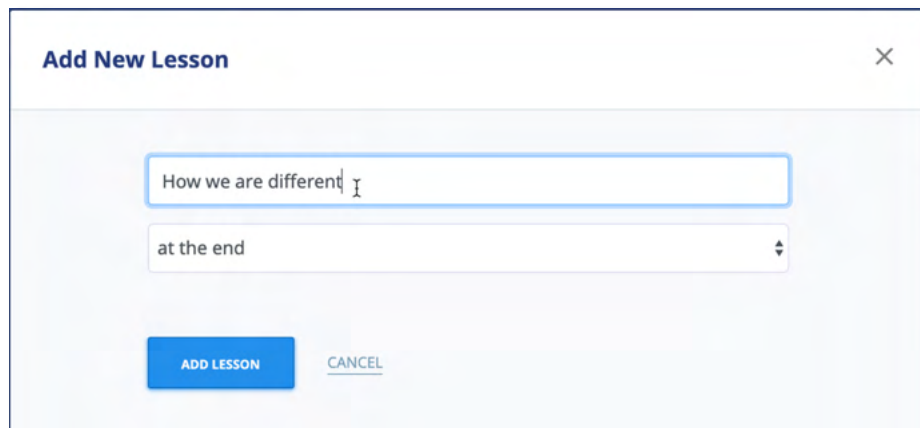 Add New Lesson
How we are different
at the end
ADD LESSON
CANCEL